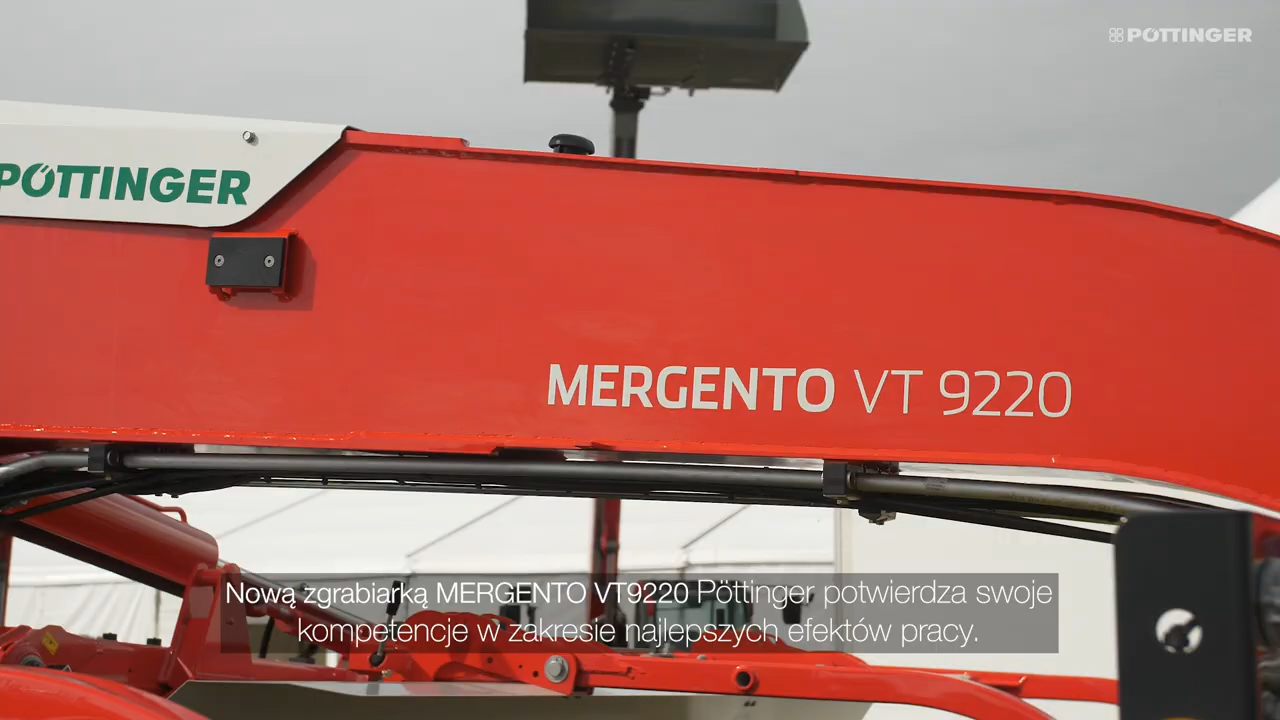 PÖTTINGER
PÖTTINGER
MERGENTO VT 9220
Nową zgrabiarką MERGENTO VT9220 Pöttinger potwierdza swoje
kompetencje w zakresie najlepszych efektów pracy.